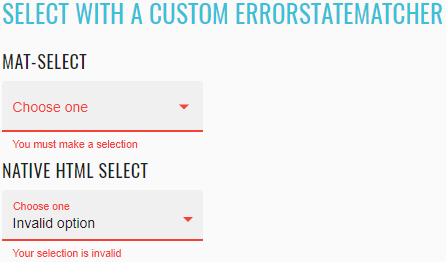 SELECT WITH A CUSTOM ERRORSTATEMATCHER
MAT-SELECT
Choose one
You must make a selection
NATIVE HTML SELECT
Choose one
Invalid option
Your selection is invalid